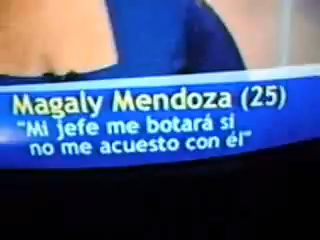 Magaly Mendoza (25)
"Mi jefe me botará si
no me acuesto con él"